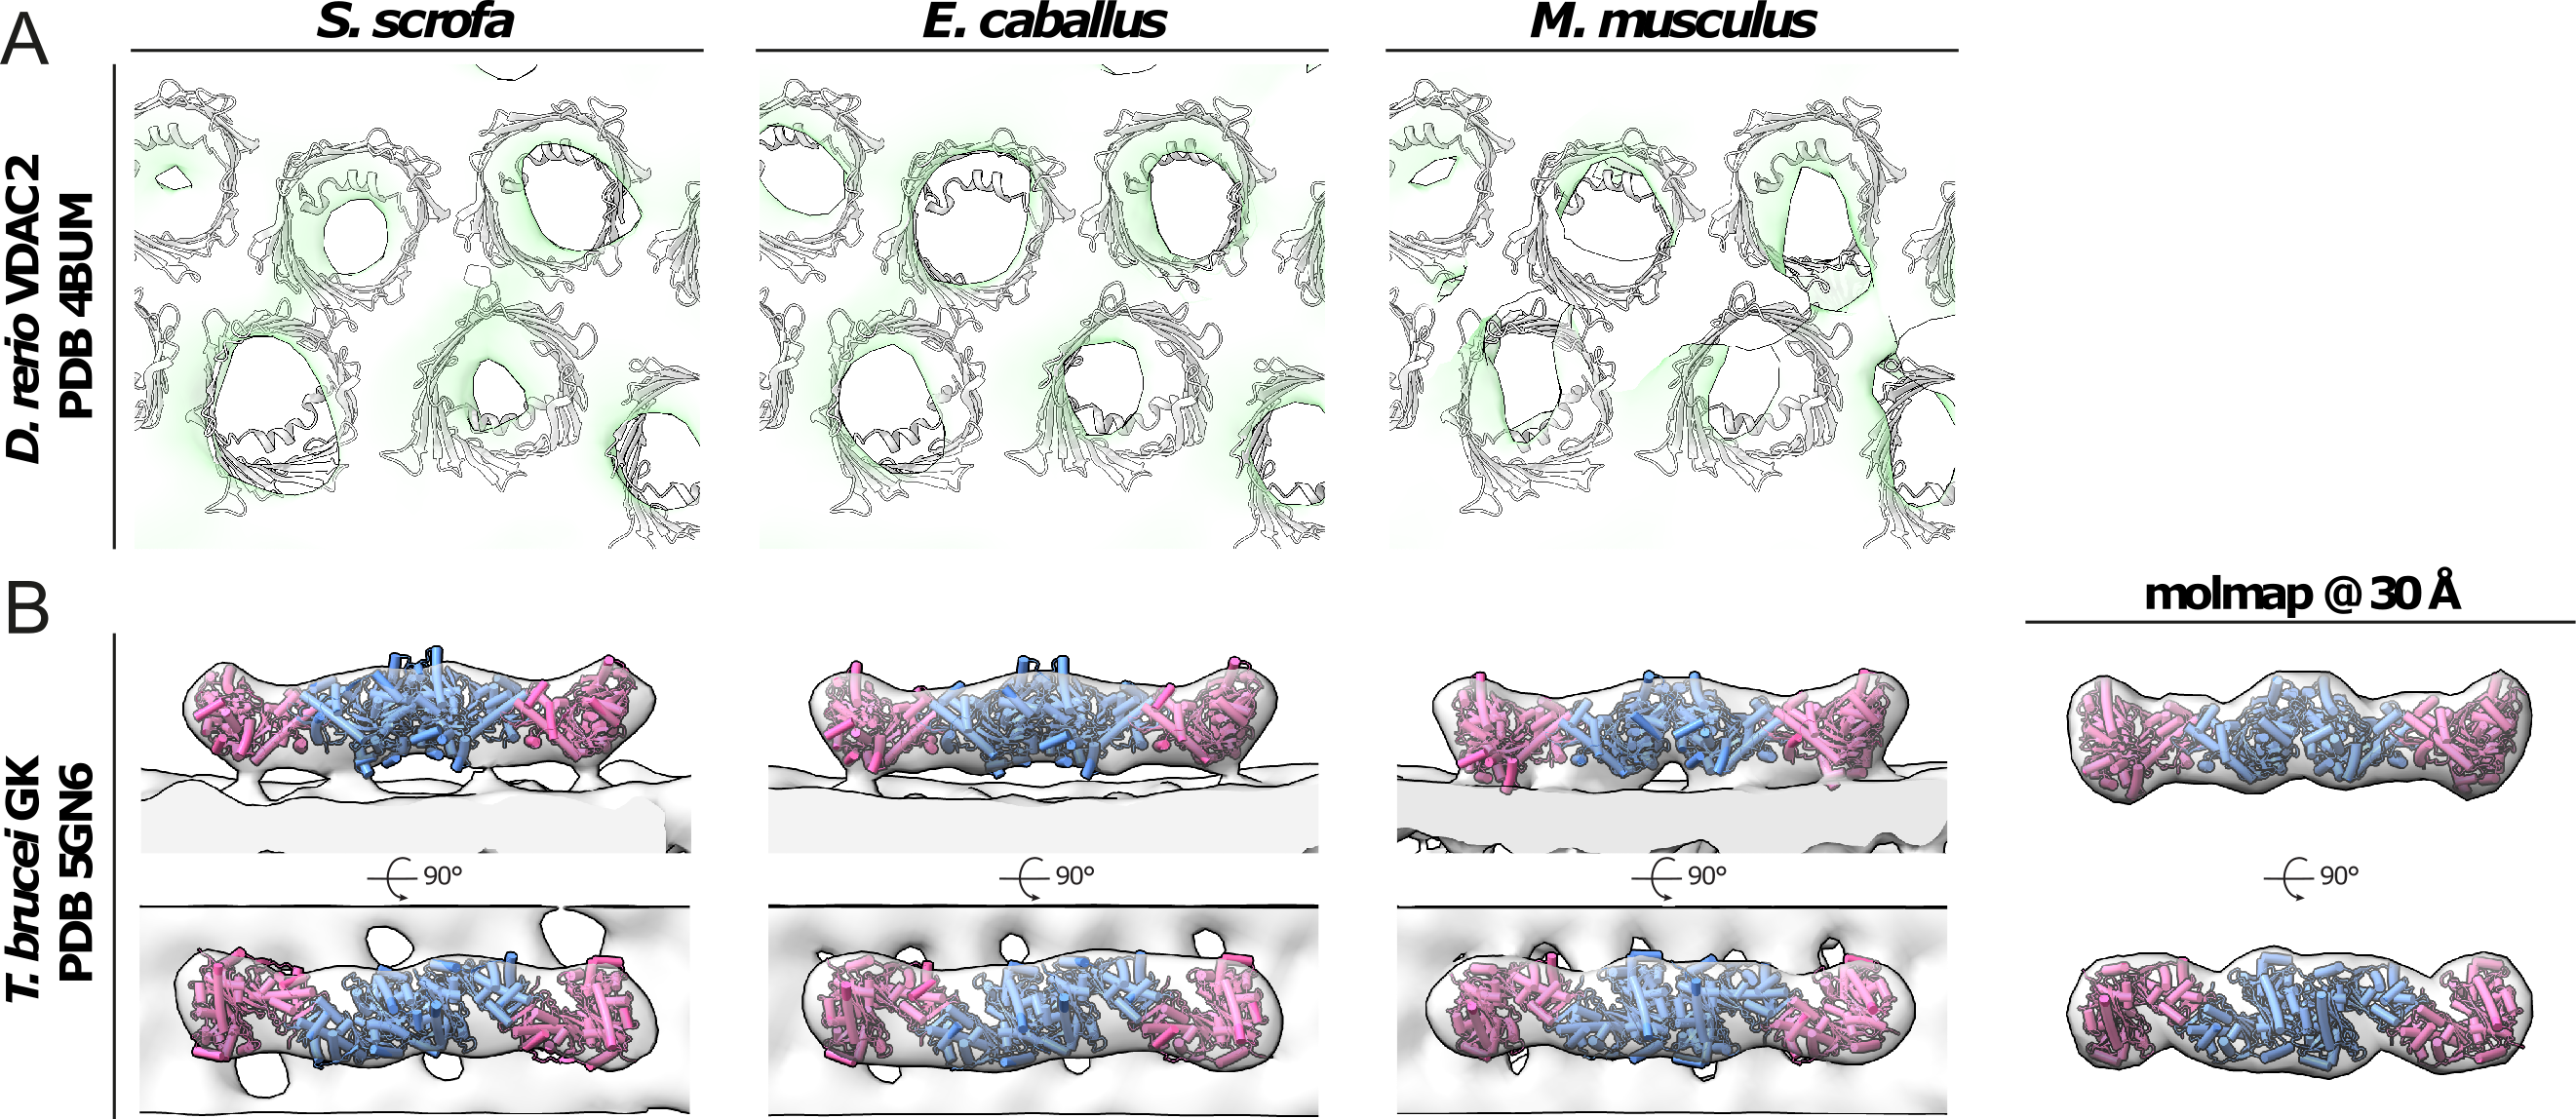 A
S. scrofa
E. caballus
M. musculus
D. rerio VDAC2
PDB 4BUM
B
molmap @ 30 Å
T. brucei GK
PDB 5GN6
90°
90°
90°
90°